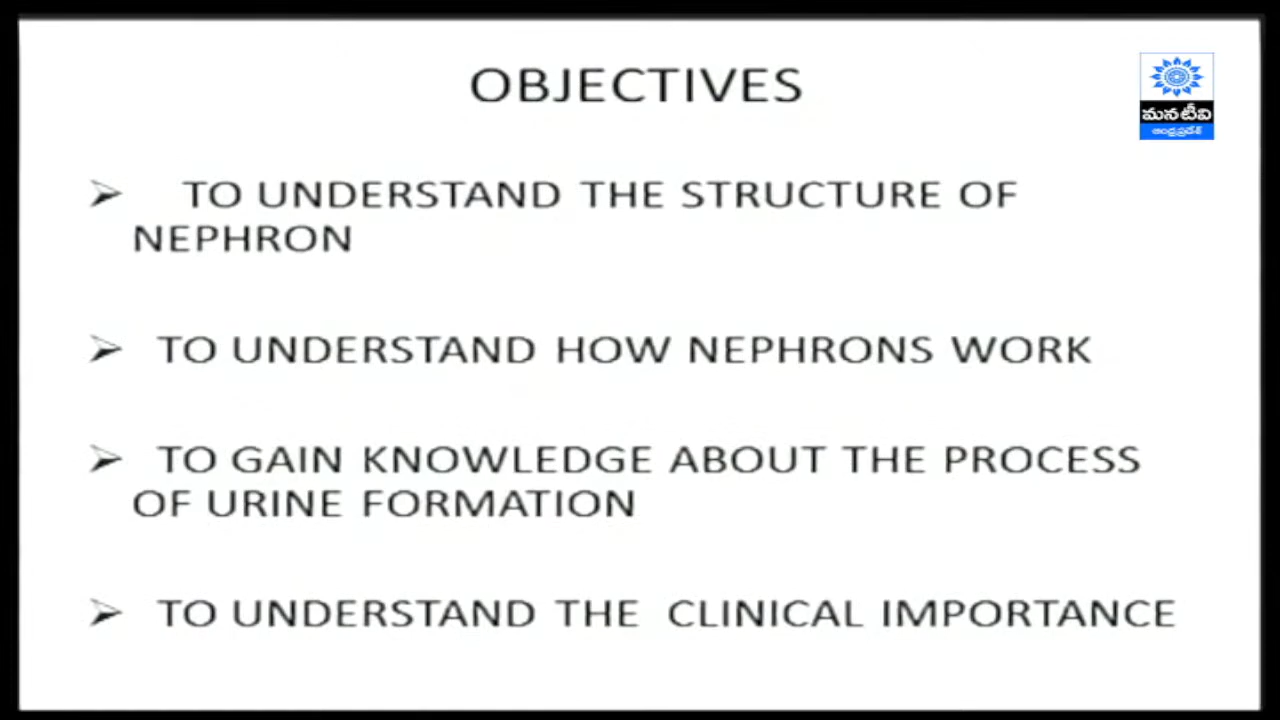 OBJECTIVES
మనటీవి
ఆంధ్రప్రదేశ్
➢ TO UNDERSTAND THE STRUCTURE OF
NEPHRON
➢ TO UNDERSTAND HOW NEPHRONS WORK
➢ TO GAIN KNOWLEDGE ABOUT THE PROCESS
OF URINE FORMATION
➢ TO UNDERSTAND THE CLINICAL IMPORTANCE